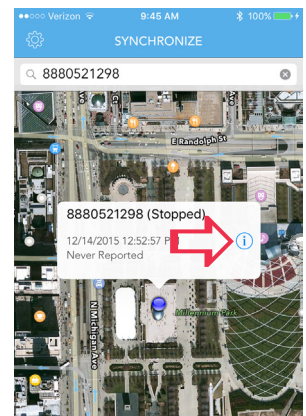 ●●○○○ Verizon 9:45 AM 100%
SYNCHRONIZE
8880521298
E Randolph St
8880521298 (Stopped)
12/14/2015 12:52:57 P
Never Reported
Millennium Park
N Michigan Ave